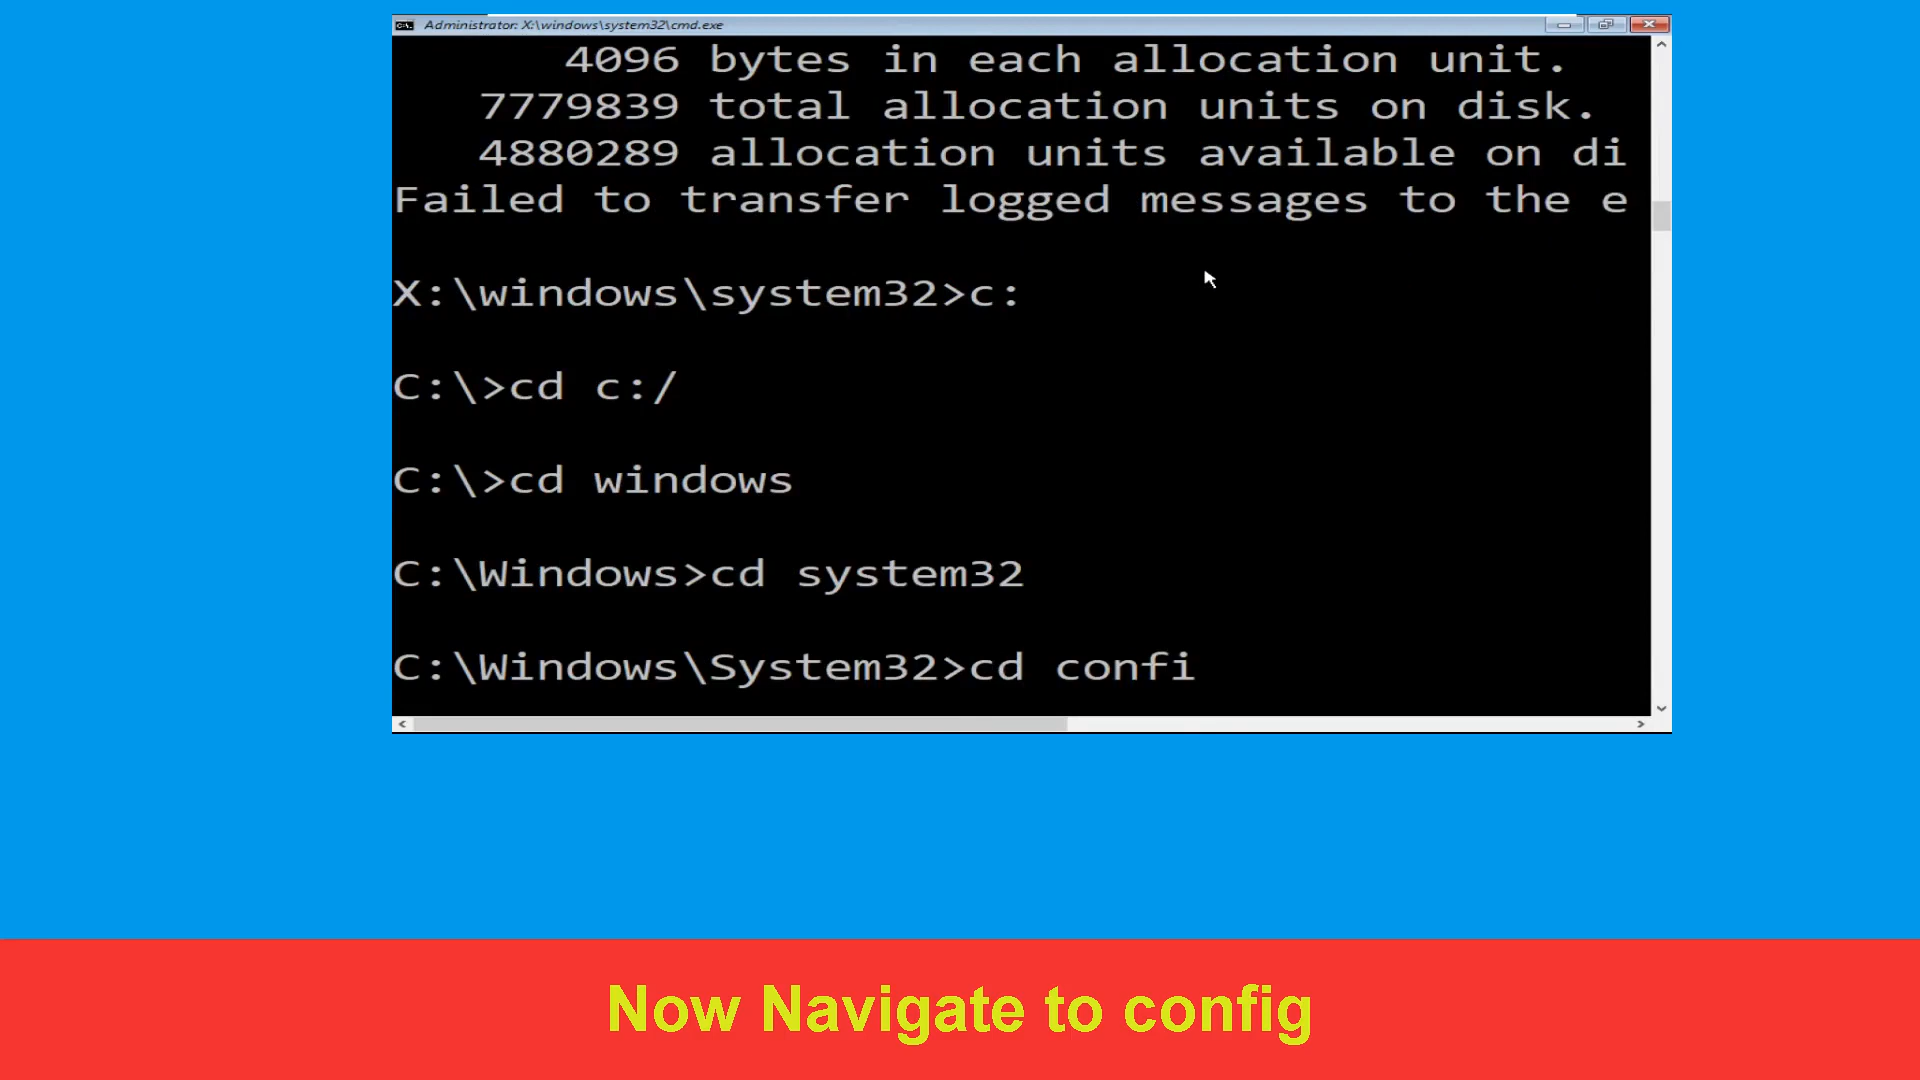 Administrator: X:\windows\system32\cmd.exe
4096 bytes in each allocation unit.
7779839 total allocation units on disk.
4880289 allocation units available on di
Failed to transfer logged messages to the e
X:\windows\system32>c:
C:\>cd c:/
C:\>cd windows
C:\Windows>cd system32
C:\Windows\System32>cd confi
Now Navigate to config